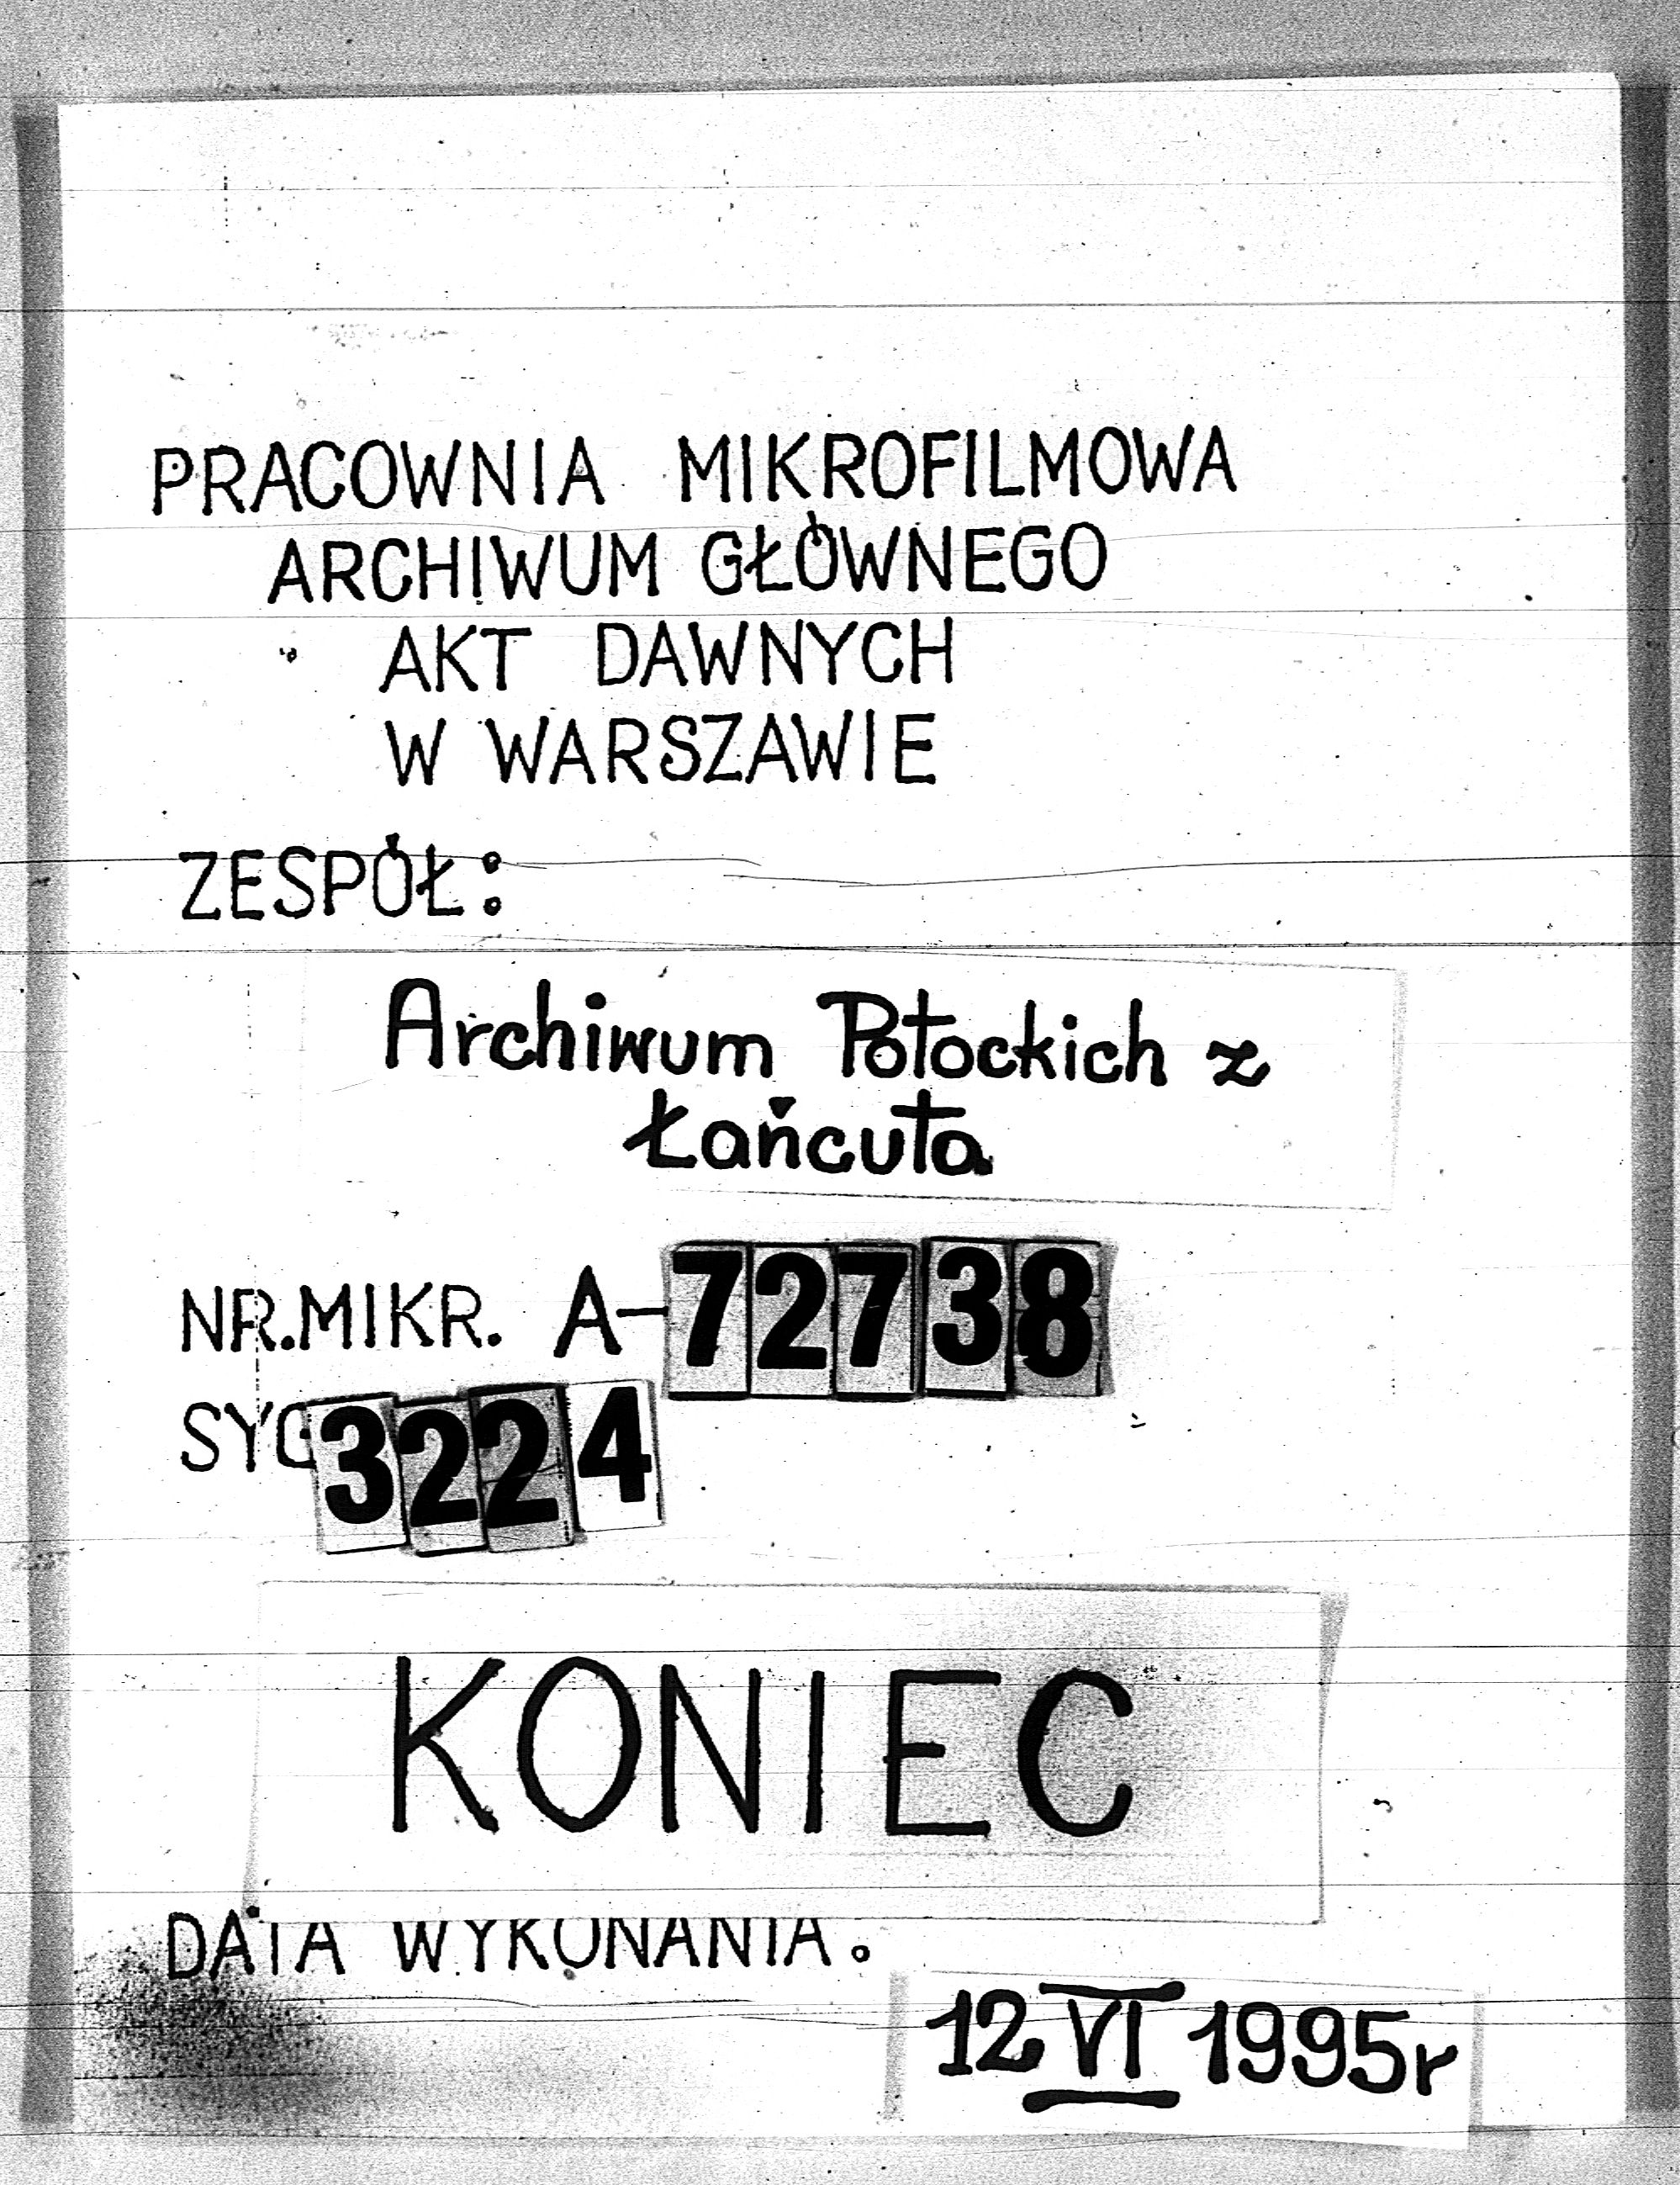 PRACOWNIA MIKROFILMOWA
ARCHIWUM GŁÓWNEGO
AKT DAWNYCH
W WARSZAWIE
ZESPÓŁ:
Archiwum Potockich z
Łańcuta
NR.MIKR. A-72738
SYG 3224
KONIEC
DATA WYKONANIA.
12 VI 1995r